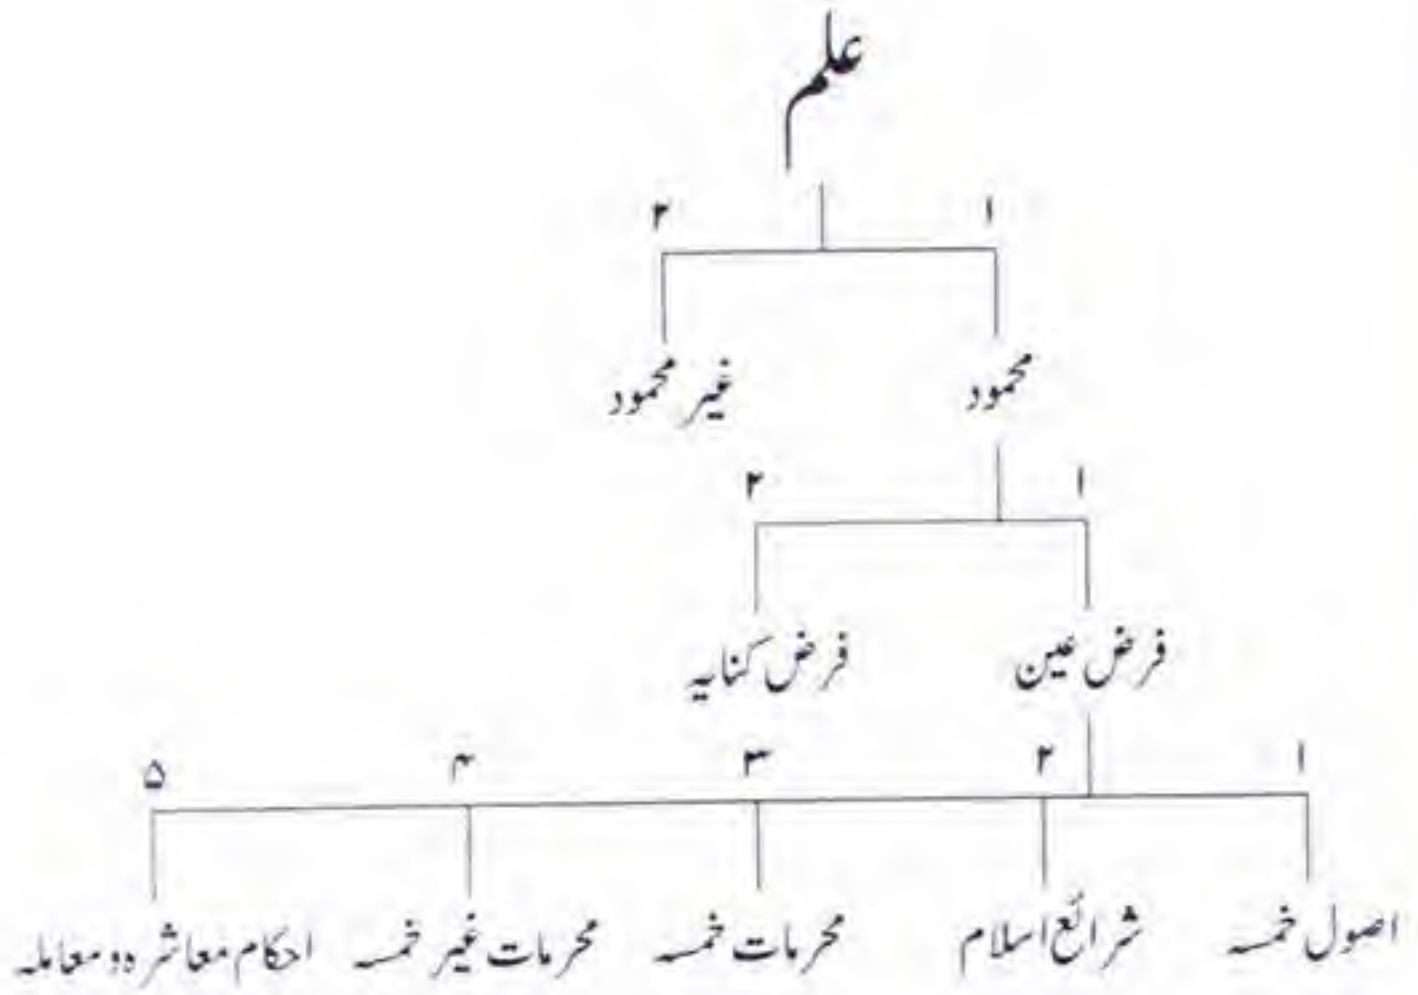 علم
۱ ۲
محمود غیر محمود
۱ ۲
فرض عین فرض کنایہ
۱ ۲ ۳ ۴ ۵
اصول خمسہ شرائع اسلام محرمات خمسہ محرمات غیر خمسہ احکام معاشرہ و معاملہ